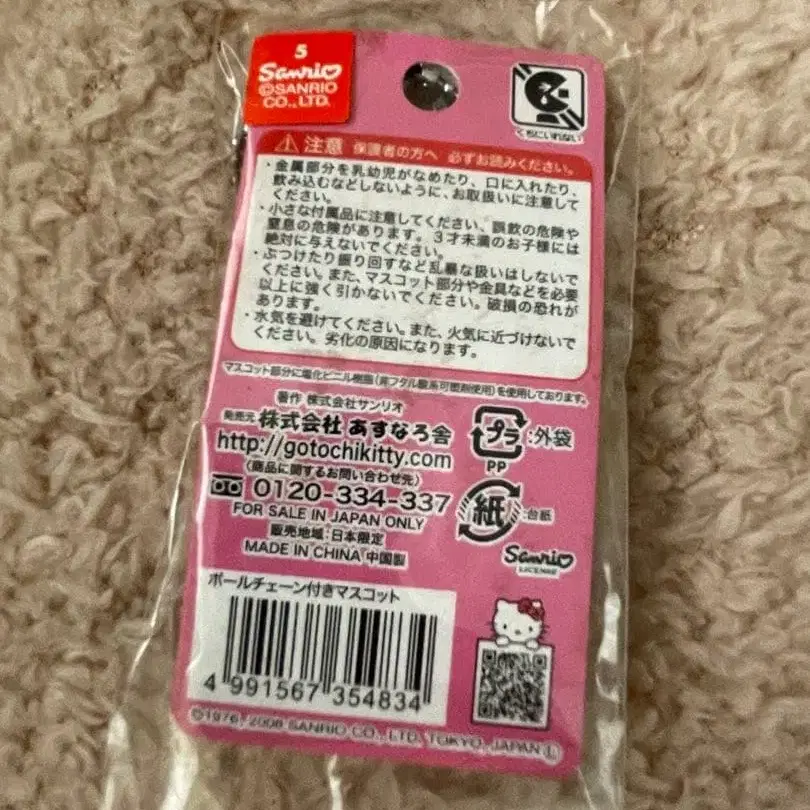 5
Sanrio
©SANRIO
CO.,LTD.
くちにいれない
注意 保護者の方へ 必ずお読みください。
・金属部分を乳幼児がなめたり、口に入れたり、
飲み込むなどしないように、お取扱いに注意して
ください。
・小さな付属品に注意してください、誤飲の危険や
窒息の危険があります。3才未満のお子様には
絶対に与えないでください。
・ぶつけたり振り回すなど乱暴な扱いはしないで
ください。また、マスコット部分や金具などを必要
以上に強く引かないでください。破損の恐れが
あります。
・水気を避けてください。また、火気に近づけないで
ください。劣化の原因になります。
マスコット部分に塩化ビニル樹脂(非フタル酸系可塑剤使用)を使用しております。
著作 株式会社サンリオ
発売元 株式会社 あすなろ舎
http://gotochikitty.com
(商品に関するお問い合わせ先)
0120-334-337
FOR SALE IN JAPAN ONLY
販売地域:日本限定
MADE IN CHINA 中国製
プラ :外袋
PP
紙 :台紙
Sanrio
LICENSE
ボールチェーン付きマスコット
4 991567 354834
©1976, 2008 SANRIO CO., LTD. TOKYO, JAPAN Ⓛ